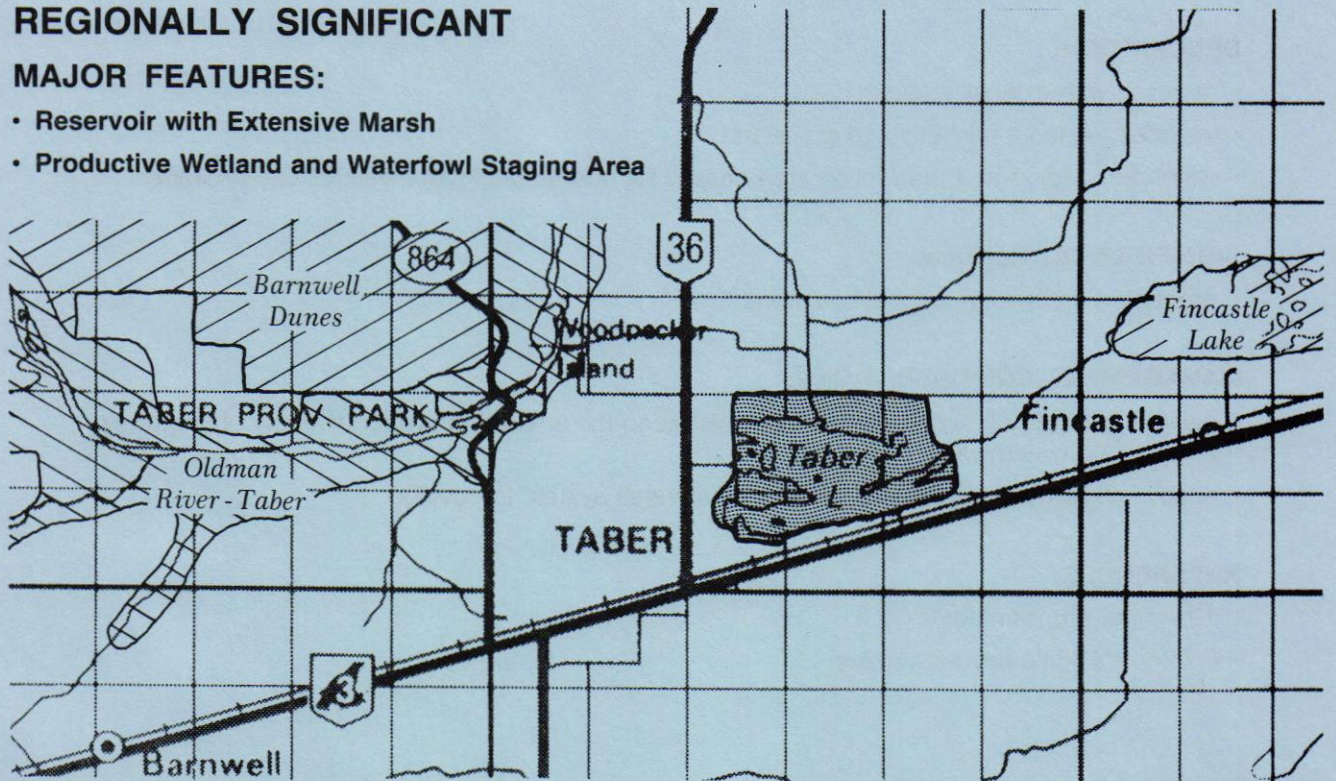 REGIONALLY SIGNIFICANT
MAJOR FEATURES:
• Reservoir with Extensive Marsh
• Productive Wetland and Waterfowl Staging Area
864
36
Barnwell
Dunes
Woodpecker
Island
Fincastle
Lake
TABER PROV. PARK
Fincastle
Oldman
River - Taber
Taber
L
TABER
3
Barnwell